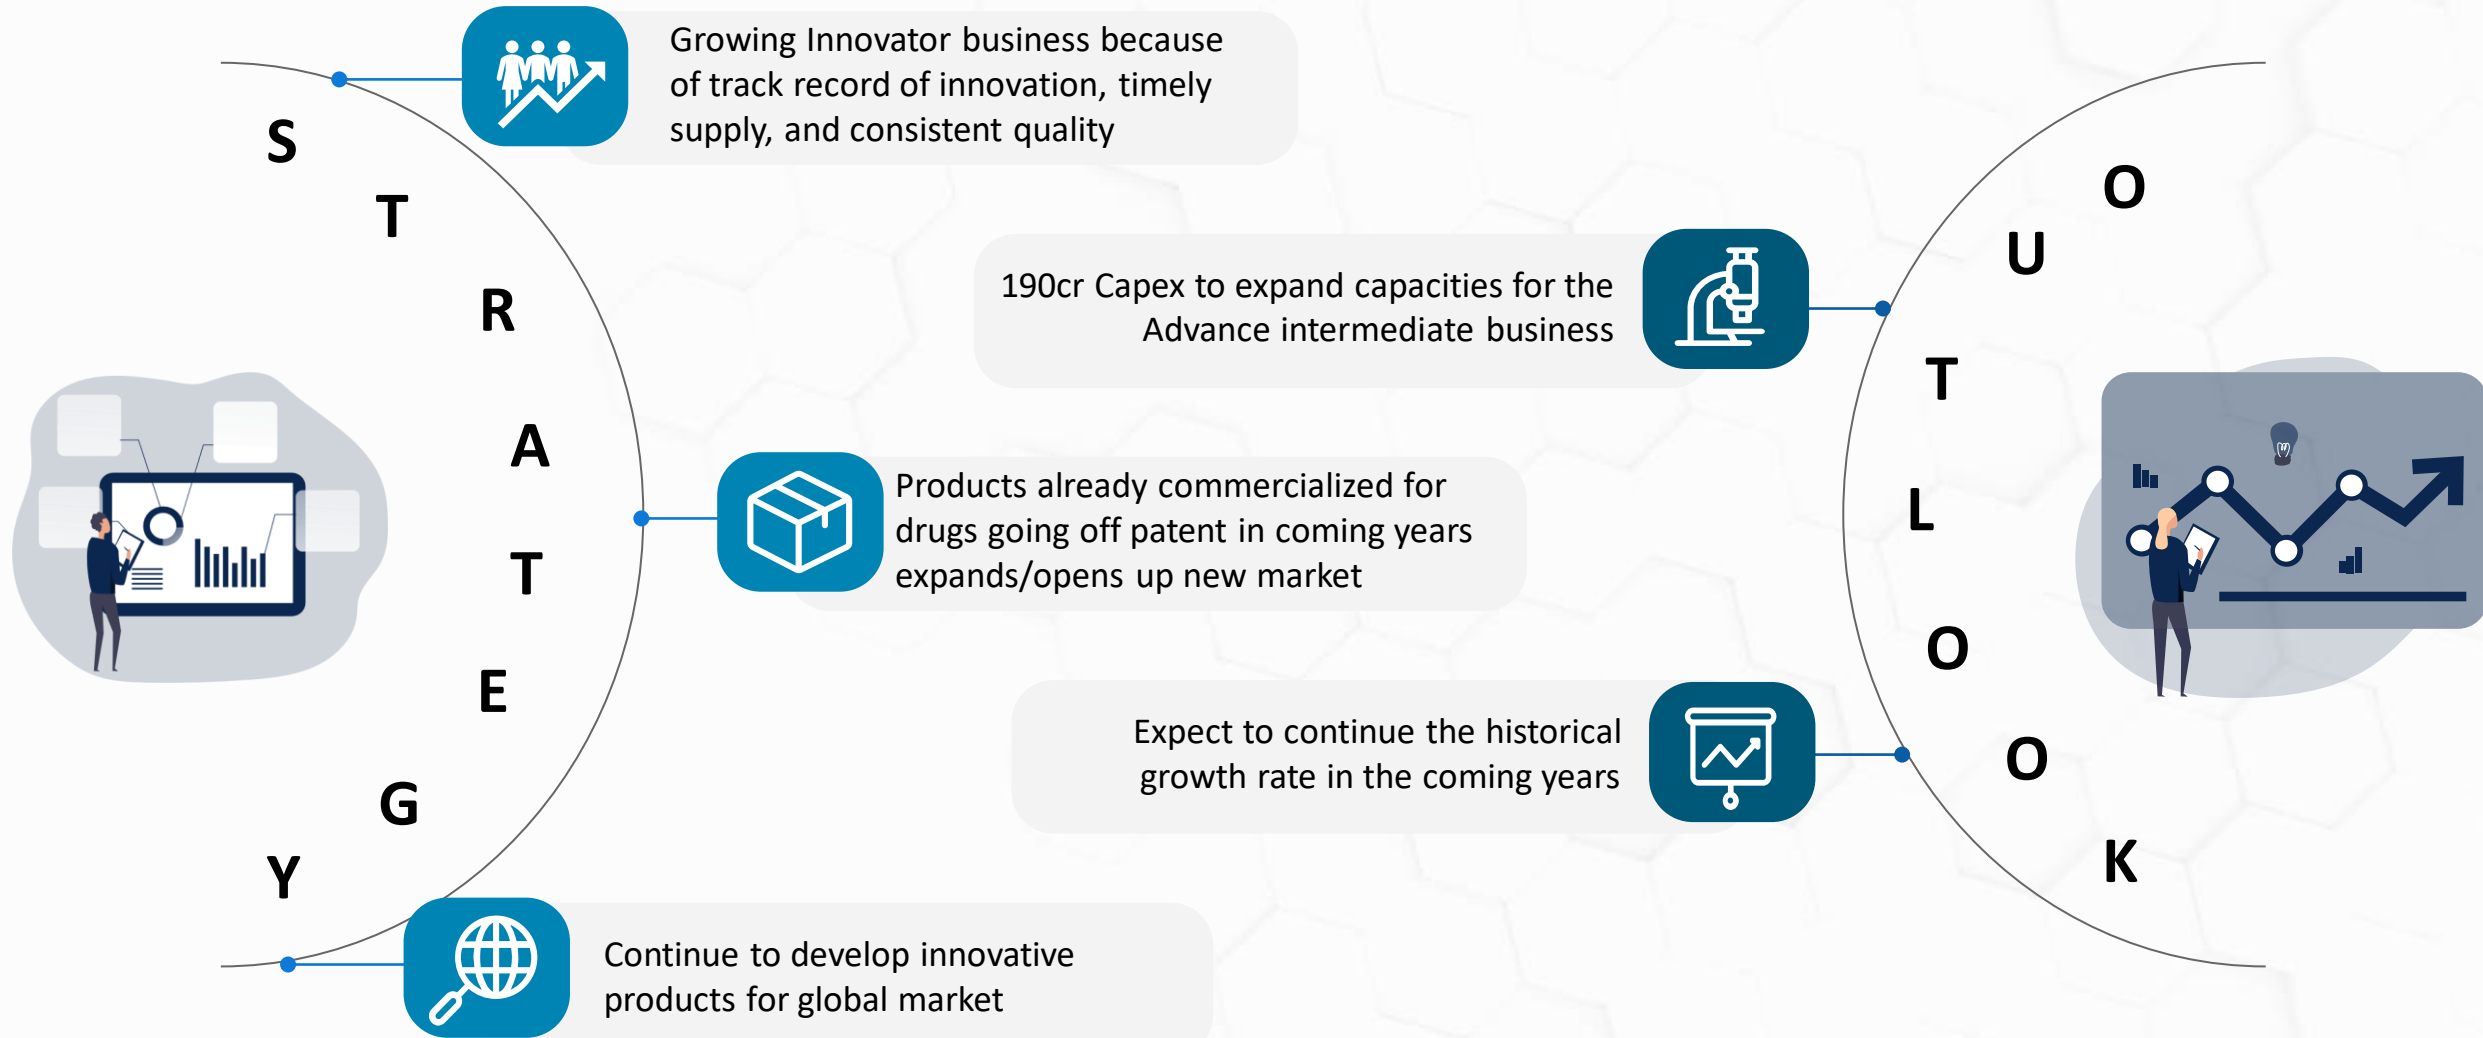 STRATEGY
Growing Innovator business because
of track record of innovation, timely
supply, and consistent quality
Products already commercialized for
drugs going off patent in coming years
expands/opens up new market
Continue to develop innovative
products for global market
OUTLOOK
190cr Capex to expand capacities for the
Advance intermediate business
Expect to continue the historical
growth rate in the coming years